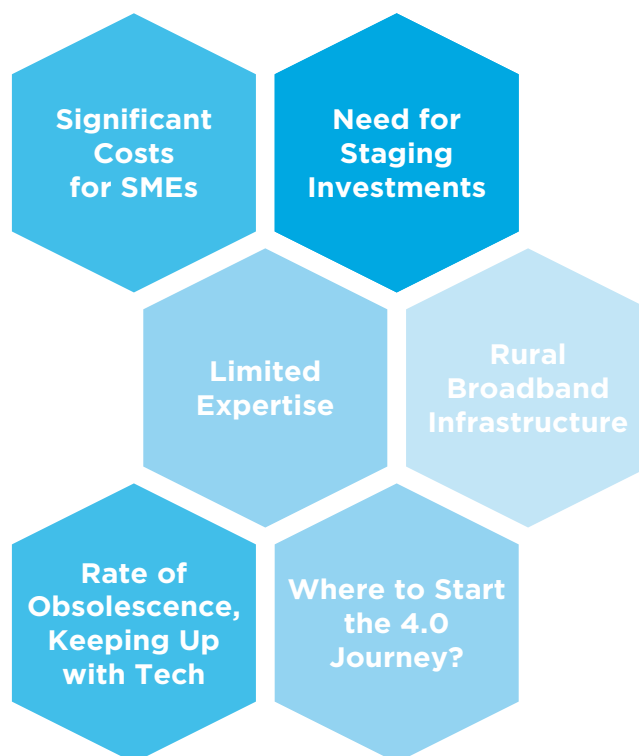 Significant
Costs
for SMEs
Need for
Staging
Investments
Limited
Expertise
Rural
Broadband
Infrastructure
Rate of
Obsolescence,
Keeping Up
with Tech
Where to Start
the 4.0
Journey?